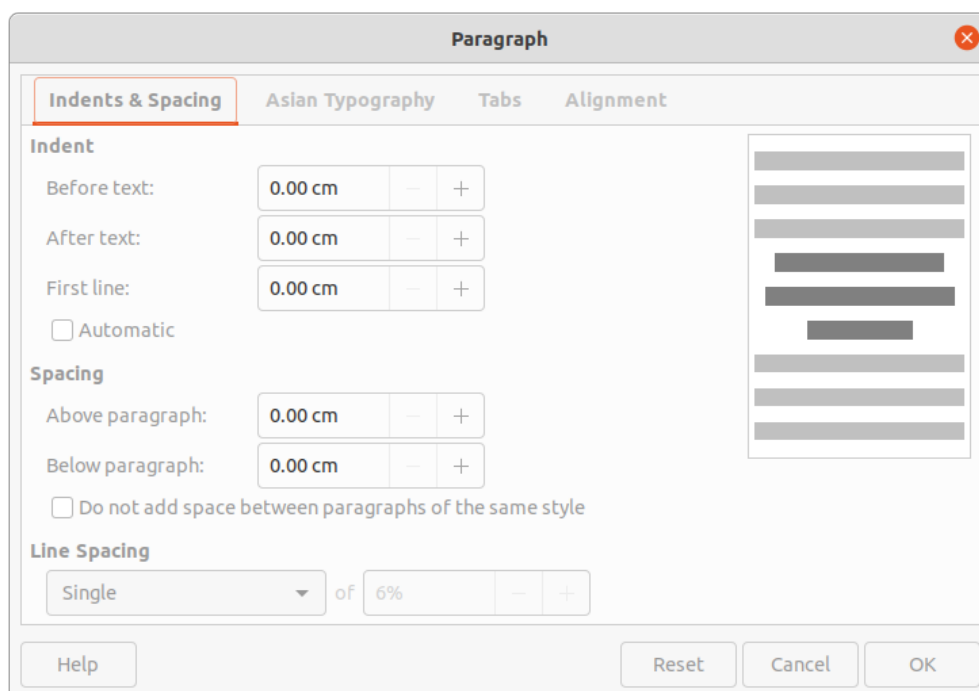 Paragraph
Indents & Spacing Asian Typography Tabs Alignment
Indent
Before text: 0.00 cm
After text: 0.00 cm
First line: 0.00 cm
Automatic
Spacing
Above paragraph: 0.00 cm
Below paragraph: 0.00 cm
Do not add space between paragraphs of the same style
Line Spacing
Single of 6%
Help Reset Cancel OK